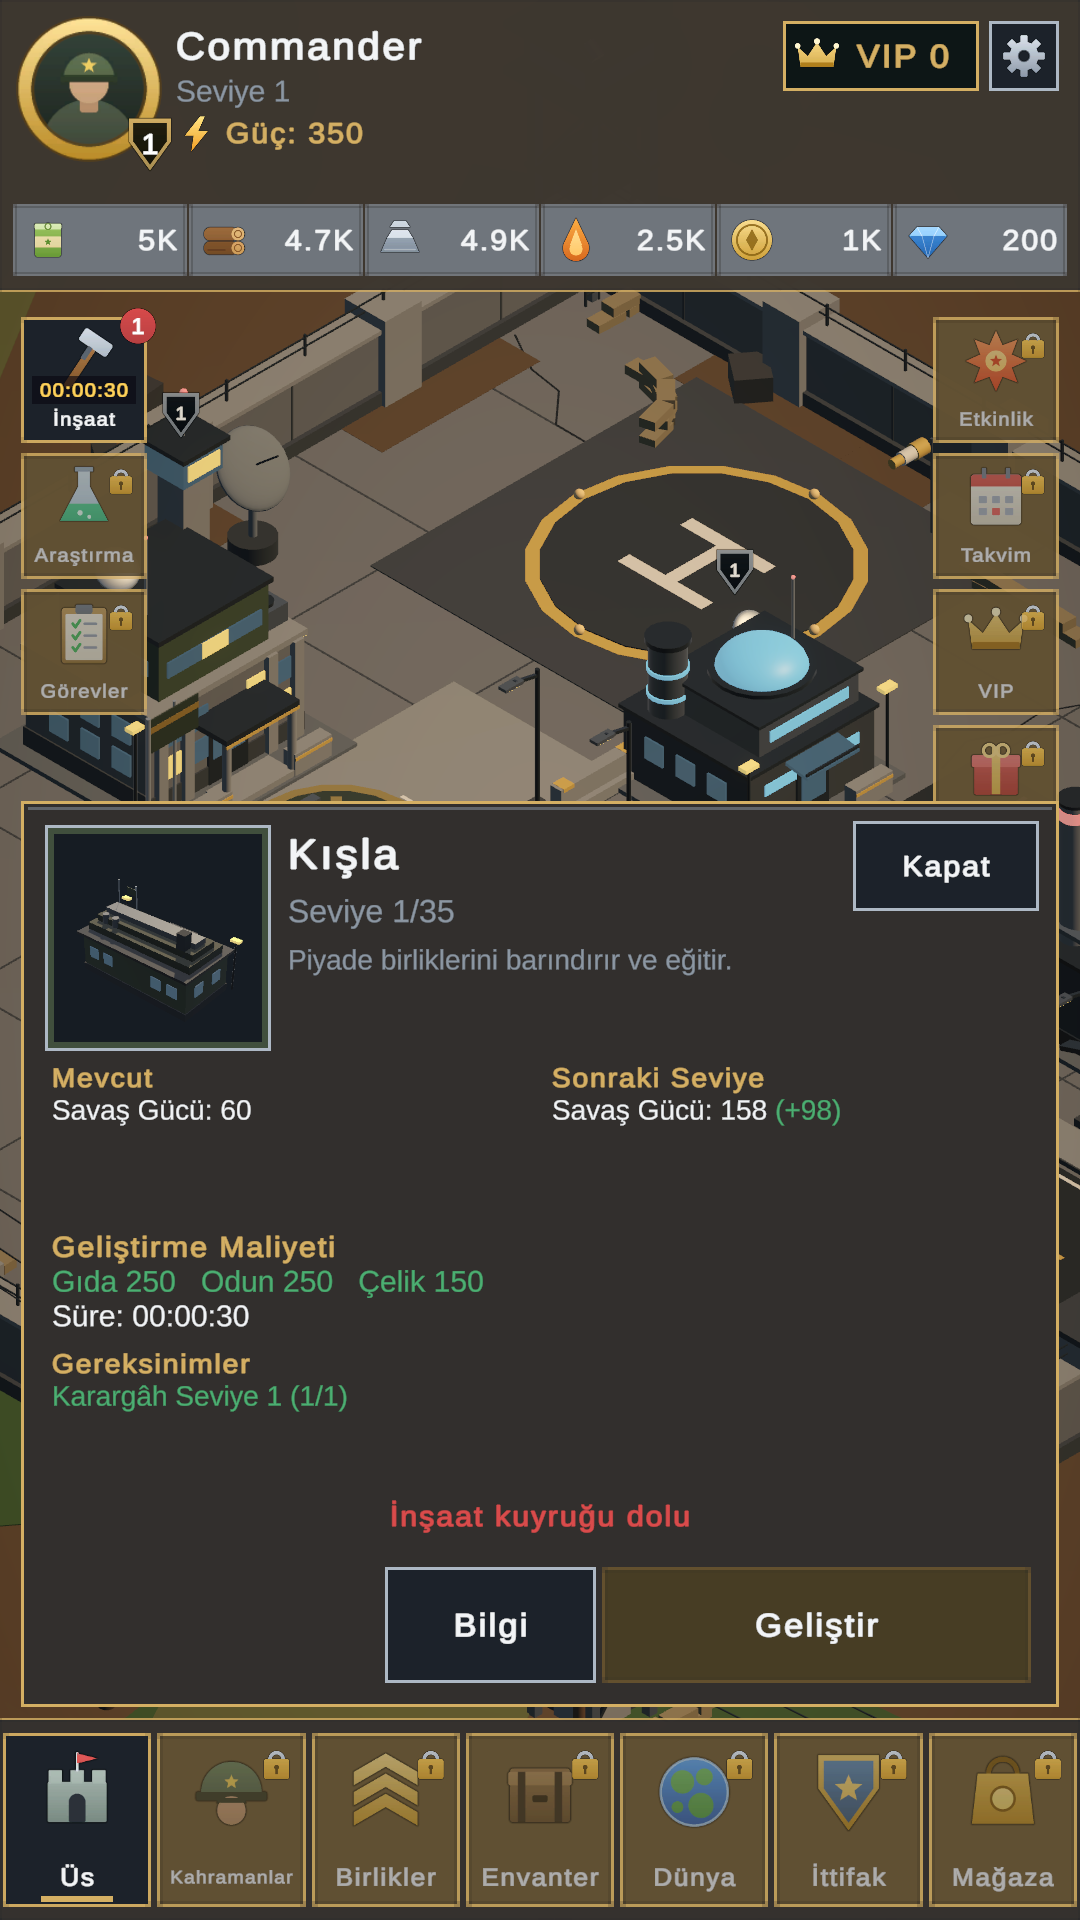 Commander
Seviye 1
Güç: 350
1
VIP 0
5K
4.7K
4.9K
2.5K
1K
200
1
00:00:30
İnşaat
1
Araştırma
Görevler
Etkinlik
Takvim
VIP
H
1
Kışla
Seviye 1/35
Piyade birliklerini barındırır ve eğitir.
Kapat
Mevcut
Savaş Gücü: 60
Sonraki Seviye
Savaş Gücü: 158 (+98)
Geliştirme Maliyeti
Gıda 250 Odun 250 Çelik 150
Süre: 00:00:30
Gereksinimler
Karargâh Seviye 1 (1/1)
İnşaat kuyruğu dolu
Bilgi
Geliştir
Üs
Kahramanlar
Birlikler
Envanter
Dünya
İttifak
Mağaza